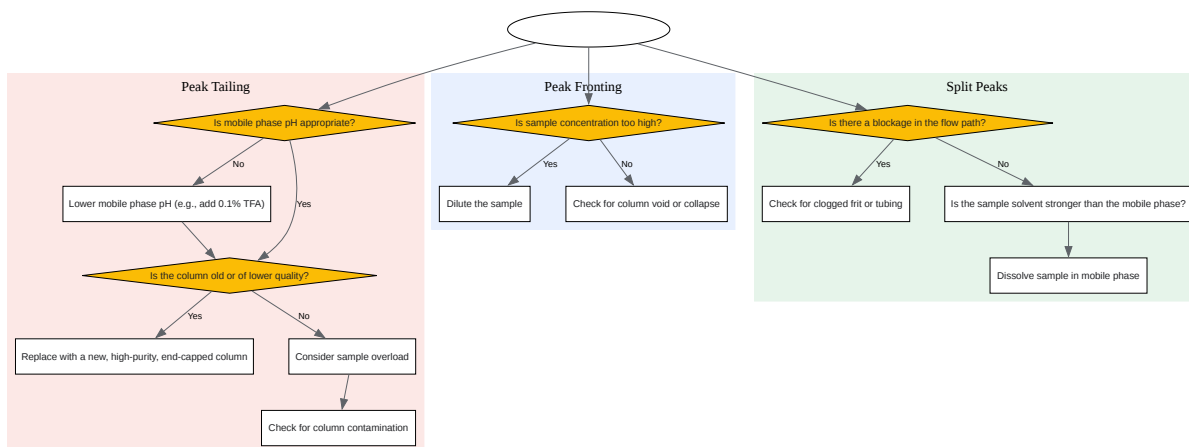 Peak Tailing
Is mobile phase pH appropriate?
No
Yes
Lower mobile phase pH (e.g., add 0.1% TFA)
Is the column old or of lower quality?
Yes
No
Replace with a new, high-purity, end-capped column
Consider sample overload
Check for column contamination
Peak Fronting
Is sample concentration too high?
Yes
No
Dilute the sample
Check for column void or collapse
Split Peaks
Is there a blockage in the flow path?
Yes
No
Check for clogged frit or tubing
Is the sample solvent stronger than the mobile phase?
Dissolve sample in mobile phase